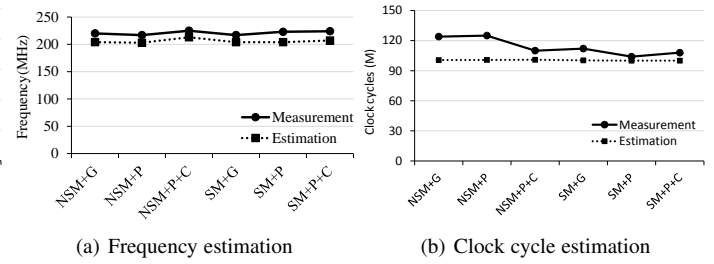 250
200
150
100
50
0
Frequency(MHz)
Measurement
Estimation
NSM+G
NSM+P
NSM+P+C
SM+G
SM+P
SM+P+C
(a) Frequency estimation
150
120
90
60
30
0
Clock cycles (M)
Measurement
Estimation
NSM+G
NSM+P
NSM+P+C
SM+G
SM+P
SM+P+C
(b) Clock cycle estimation